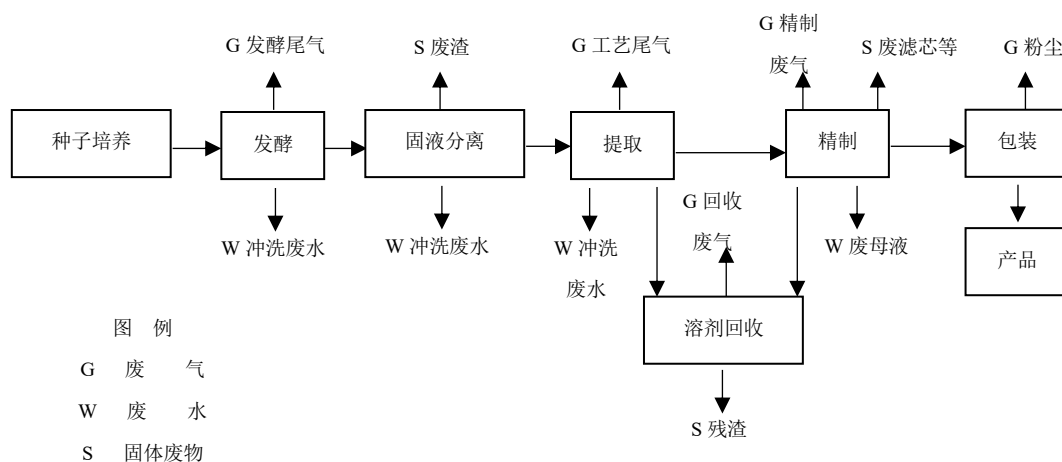 G 发酵尾气
S 废渣
G 工艺尾气
G 精制
废气
S 废滤芯等
G 粉尘
种子培养
发酵
固液分离
提取
精制
包装
W 冲洗废水
W 冲洗废水
W 冲洗
废水
G 回收
废气
W 废母液
产品
溶剂回收
S 残渣
图 例
G 废 气
W 废 水
S 固体废物